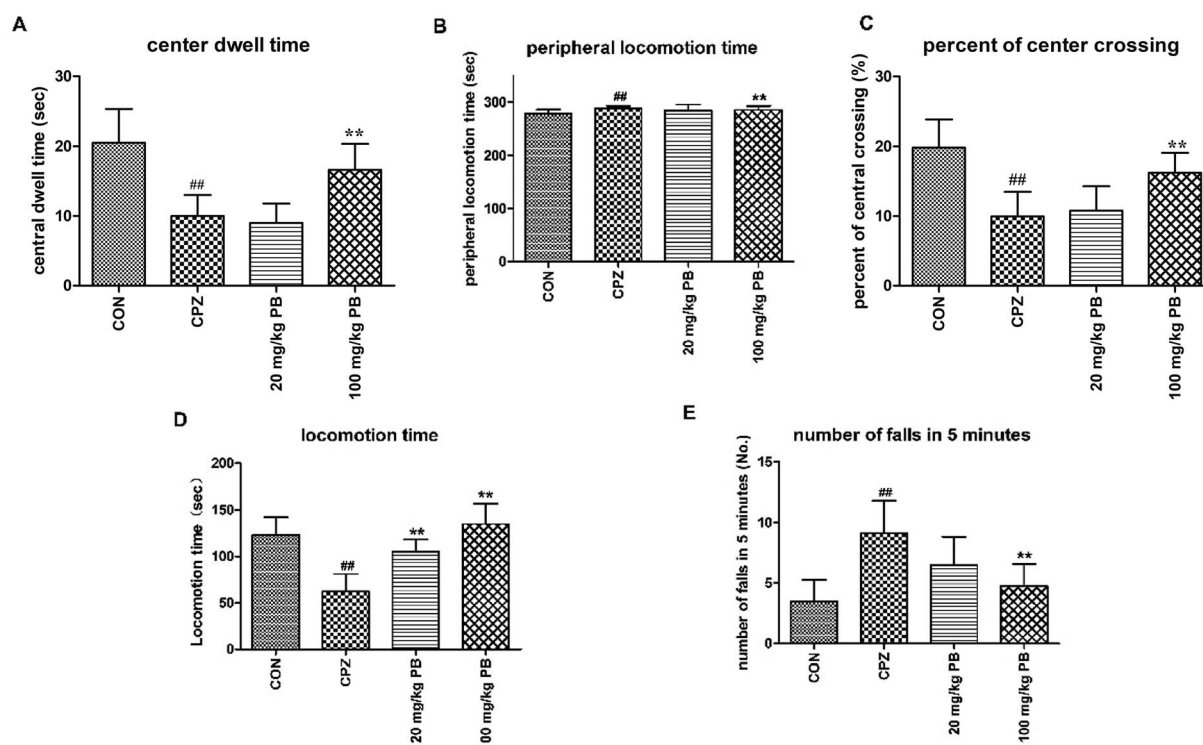 A
center dwell time
central dwell time (sec)
30
20
10
0
##
**
CON
CPZ
20 mg/kg PB
100 mg/kg PB
B
peripheral locomotion time
peripheral locomotion time (sec)
300
200
100
0
##
**
CON
CPZ
20 mg/kg PB
100 mg/kg PB
C
percent of center crossing
percent of central crossing (%)
30
20
10
0
##
**
CON
CPZ
20 mg/kg PB
100 mg/kg PB
D
locomotion time
Locomotion time (sec)
200
150
100
50
0
##
**
**
CON
CPZ
20 mg/kg PB
00 mg/kg PB
E
number of falls in 5 minutes
number of falls in 5 minutes (No.)
15
10
5
0
##
**
CON
CPZ
20 mg/kg PB
100 mg/kg PB